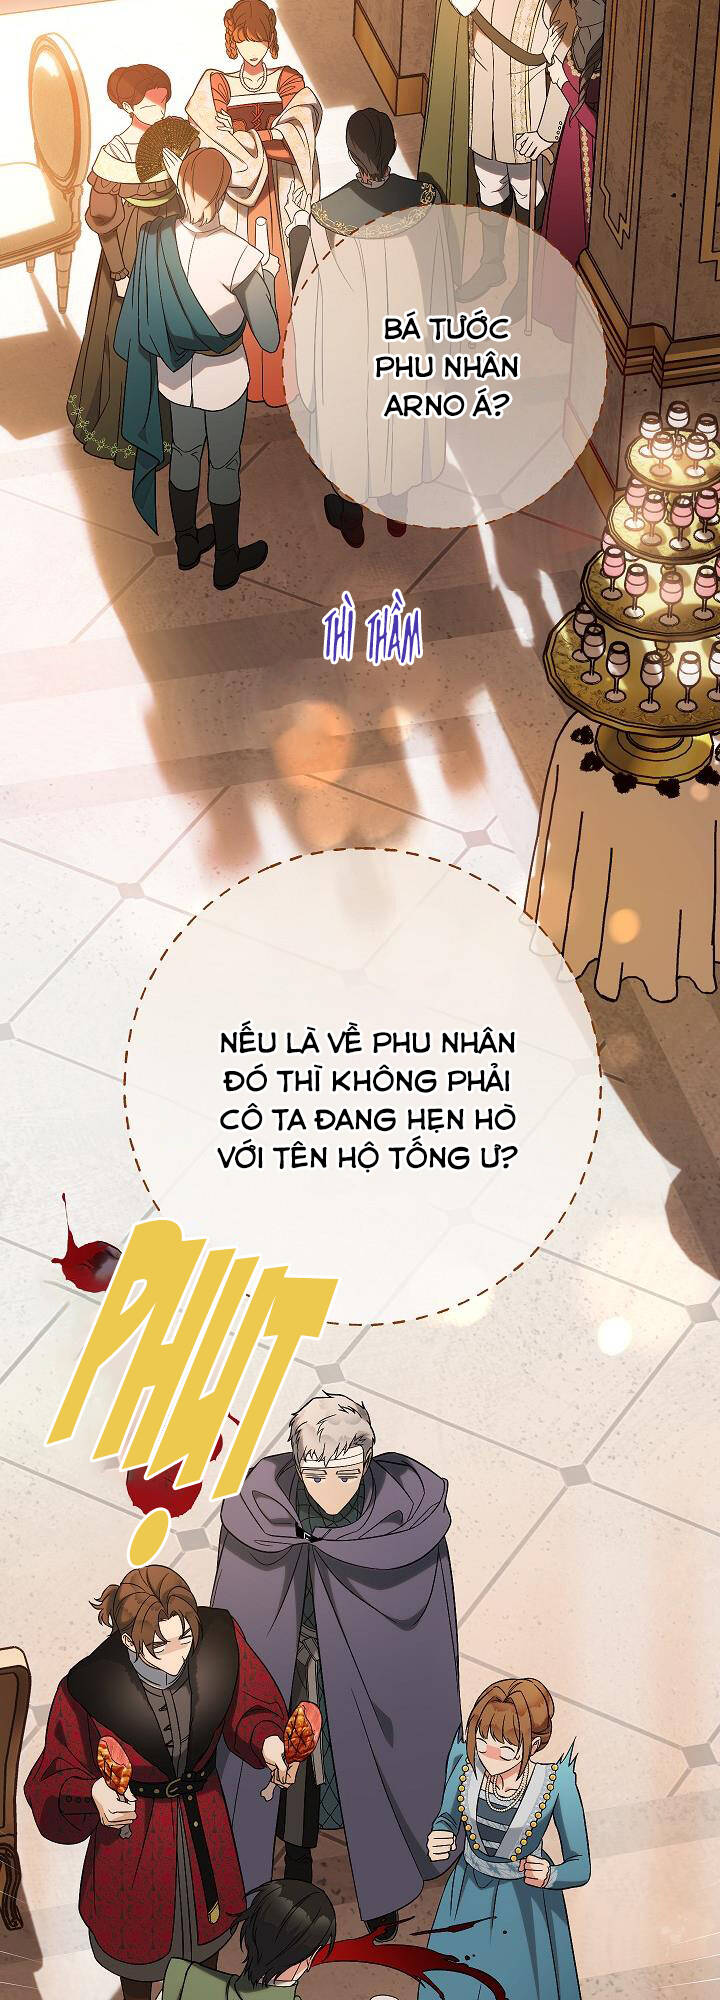 BÁ TƯỚC
PHU NHÂN
ARNO Á?
THÌ THẦM
NẾU LÀ VỀ PHU NHÂN
ĐÓ THÌ KHÔNG PHẢI
CÔ TA ĐANG HẸN HÒ
VỚI TÊN HỘ TỐNG Ư?
PHỤT